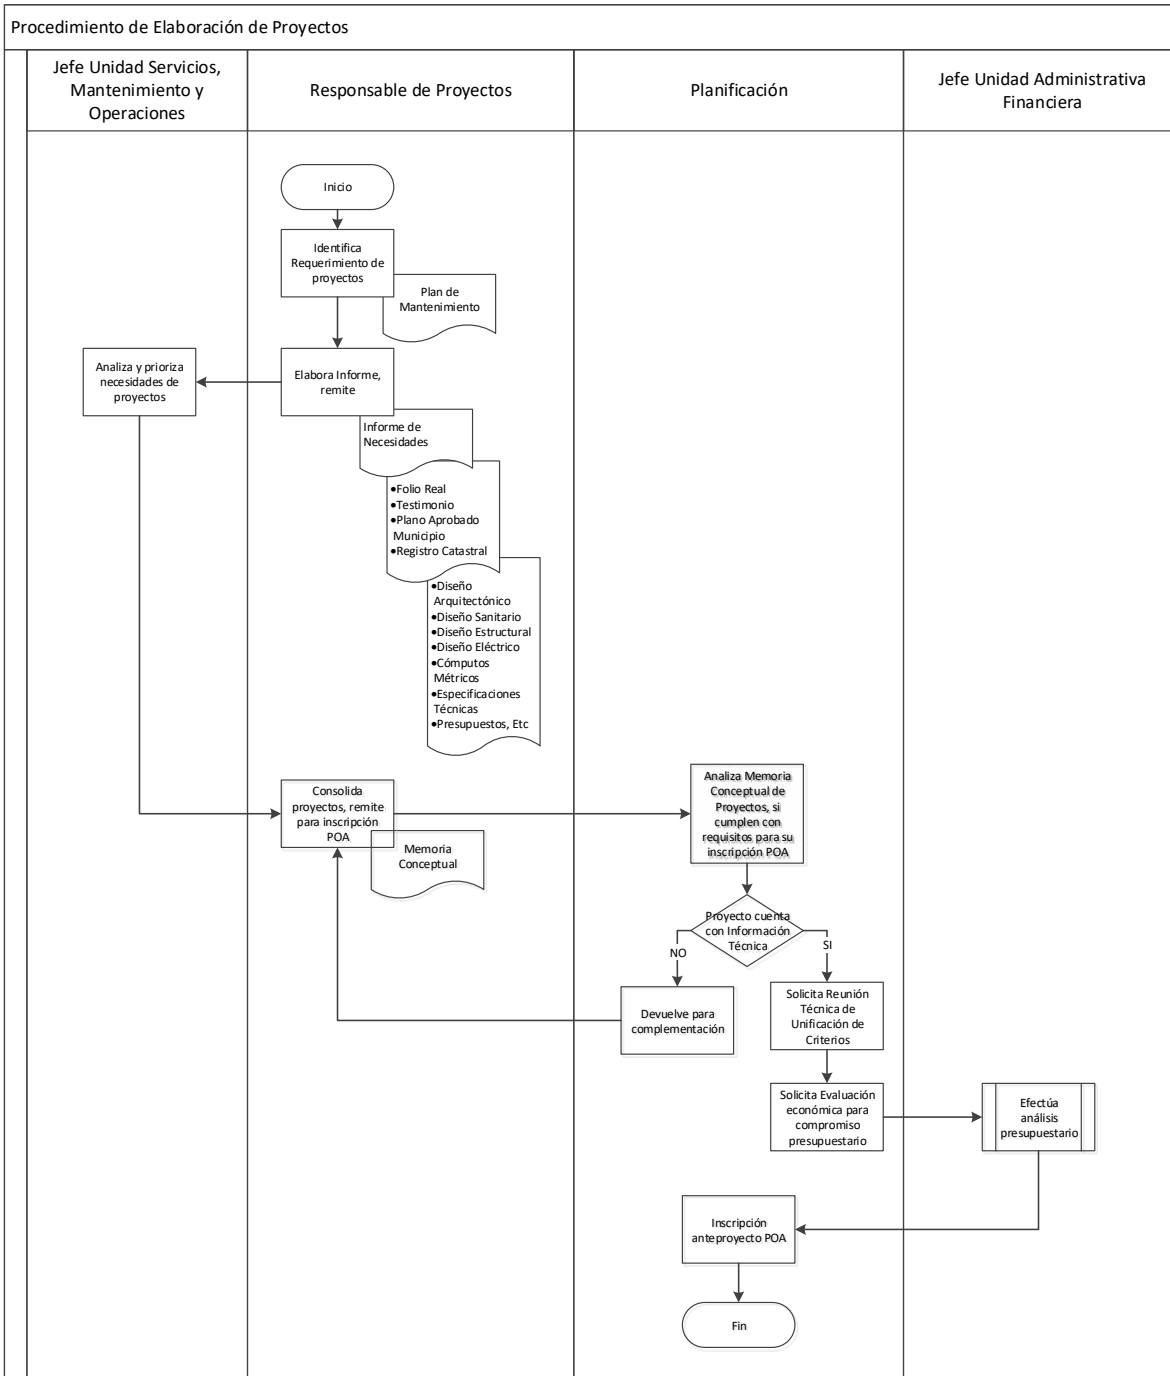 Procedimiento de Elaboración de Proyectos
Jefe Unidad Servicios,
Mantenimiento y
Operaciones
Responsable de Proyectos
Planificación
Jefe Unidad Administrativa
Financiera
Inicio
Identifica
Requerimiento de
proyectos
Plan de
Mantenimiento
Analiza y prioriza
necesidades de
proyectos
Elabora Informe,
remite
Informe de
Necesidades
•Folio Real
•Testimonio
•Plano Aprobado
Municipio
•Registro Catastral
•Diseño
Arquitectónico
•Diseño Sanitario
•Diseño Estructural
•Diseño Eléctrico
•Cómputos
Métricos
•Especificaciones
Técnicas
•Presupuestos, Etc
Consolida
proyectos, remite
para inscripción
POA
Memoria
Conceptual
Analiza Memoria
Conceptual de
Proyectos, si
cumplen con
requisitos para su
inscripción POA
Proyecto cuenta
con Información
Técnica
NO
SI
Devuelve para
complementación
Solicita Reunión
Técnica de
Unificación de
Criterios
Solicita Evaluación
económica para
compromiso
presupuestario
Efectúa
análisis
presupuestario
Inscripción
anteproyecto POA
Fin